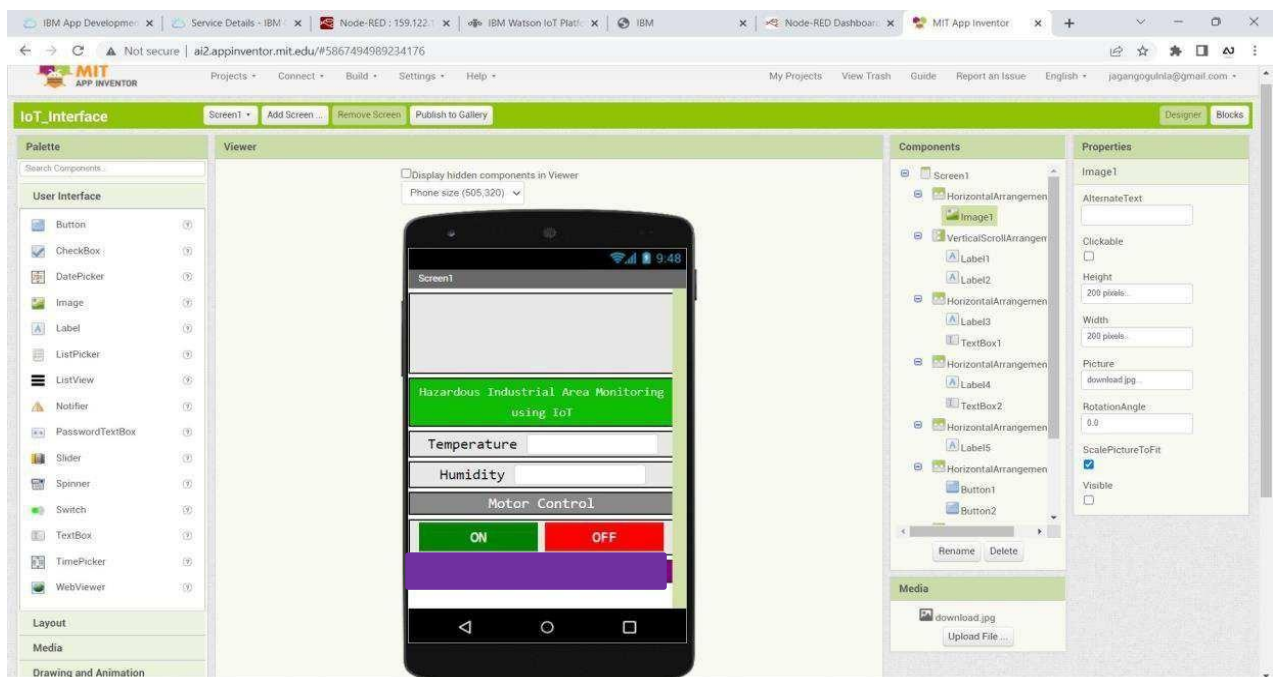 IBM App Developmen
Service Details - IBM
Node-RED : 159.122.
IBM Watson IoT Platfo
IBM
Node-RED Dashboar
MIT App Inventor
Not secure | ai2.appinventor.mit.edu/#5867494989234176
MIT
APP INVENTOR
Projects
Connect
Build
Settings
Help
My Projects
View Trash
Guide
Report an Issue
English
IoT_Interface
Screen1
Add Screen ...
Remove Screen
Publish to Gallery
Designer
Blocks
Palette
Search Components...
User Interface
Button
CheckBox
DatePicker
Image
Label
ListPicker
ListView
Notifier
PasswordTextBox
Slider
Spinner
Switch
TextBox
TimePicker
WebViewer
Layout
Media
Drawing and Animation
Viewer
Display hidden components in Viewer
Phone size (505,320)
9:48
Screen1
Hazardous Industrial Area Monitoring
using IoT
Temperature
Humidity
Motor Control
ON
OFF
Components
Screen1
HorizontalArrangemen
Image1
VerticalScrollArrangem
Label1
Label2
HorizontalArrangemen
Label3
TextBox1
HorizontalArrangemen
Label4
TextBox2
HorizontalArrangemen
Label5
HorizontalArrangemen
Button1
Button2
Rename
Delete
Media
download.jpg
Upload File ...
Properties
Image1
AlternateText
Clickable
Height
200 pixels...
Width
200 pixels...
Picture
download.jpg...
RotationAngle
0.0
ScalePictureToFit
Visible